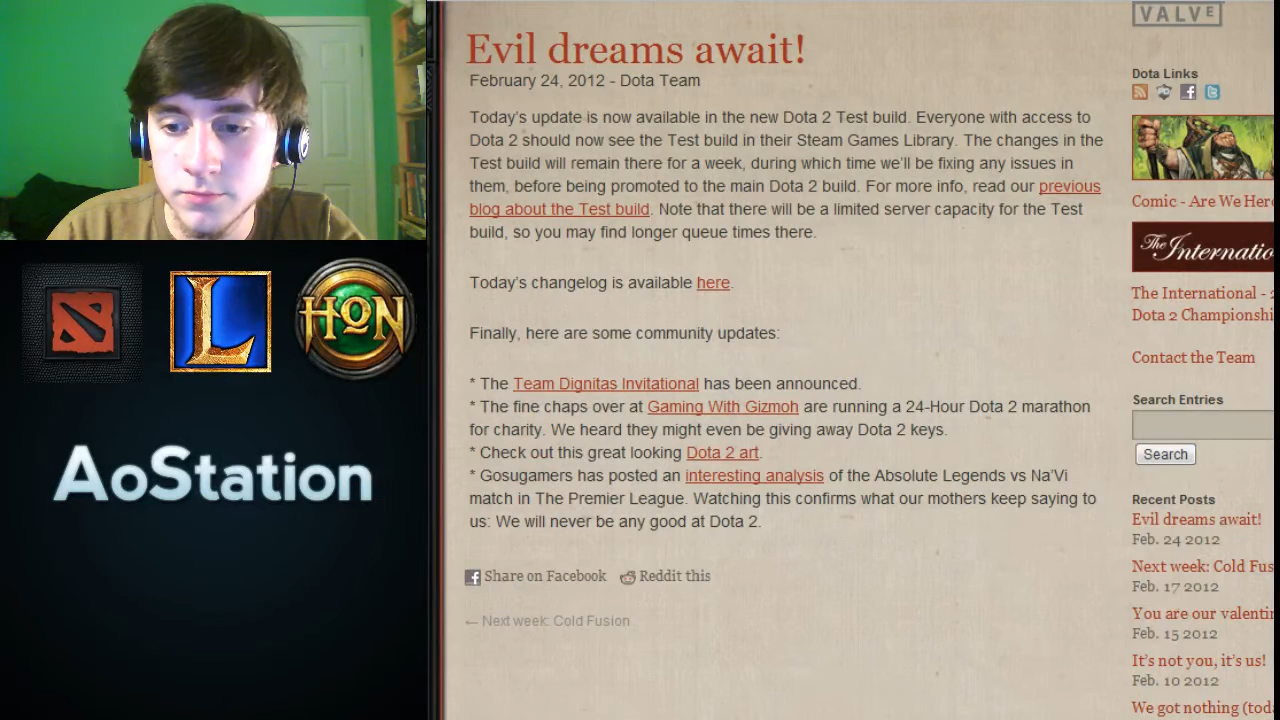 VALVE
Evil dreams await!
February 24, 2012 - Dota Team
Today's update is now available in the new Dota 2 Test build. Everyone with access to
Dota 2 should now see the Test build in their Steam Games Library. The changes in the
Test build will remain there for a week, during which time we'll be fixing any issues in
them, before being promoted to the main Dota 2 build. For more info, read our previous
blog about the Test build. Note that there will be a limited server capacity for the Test
build, so you may find longer queue times there.
Today's changelog is available here.
Finally, here are some community updates:
* The Team Dignitas Invitational has been announced.
* The fine chaps over at Gaming With Gizmoh are running a 24-Hour Dota 2 marathon
for charity. We heard they might even be giving away Dota 2 keys.
* Check out this great looking Dota 2 art.
* Gosugamers has posted an interesting analysis of the Absolute Legends vs Na'Vi
match in The Premier League. Watching this confirms what our mothers keep saying to
us: We will never be any good at Dota 2.
Share on Facebook Reddit this
← Next week: Cold Fusion
Dota Links
Comic - Are We Her
The Internatio
The International - 2
Dota 2 Championshi
Contact the Team
Search Entries
Search
Recent Posts
Evil dreams await!
Feb. 24 2012
Next week: Cold Fus
Feb. 17 2012
You are our valentin
Feb. 15 2012
It's not you, it's us!
Feb. 10 2012
We got nothing (toda
L
HON
AoStation